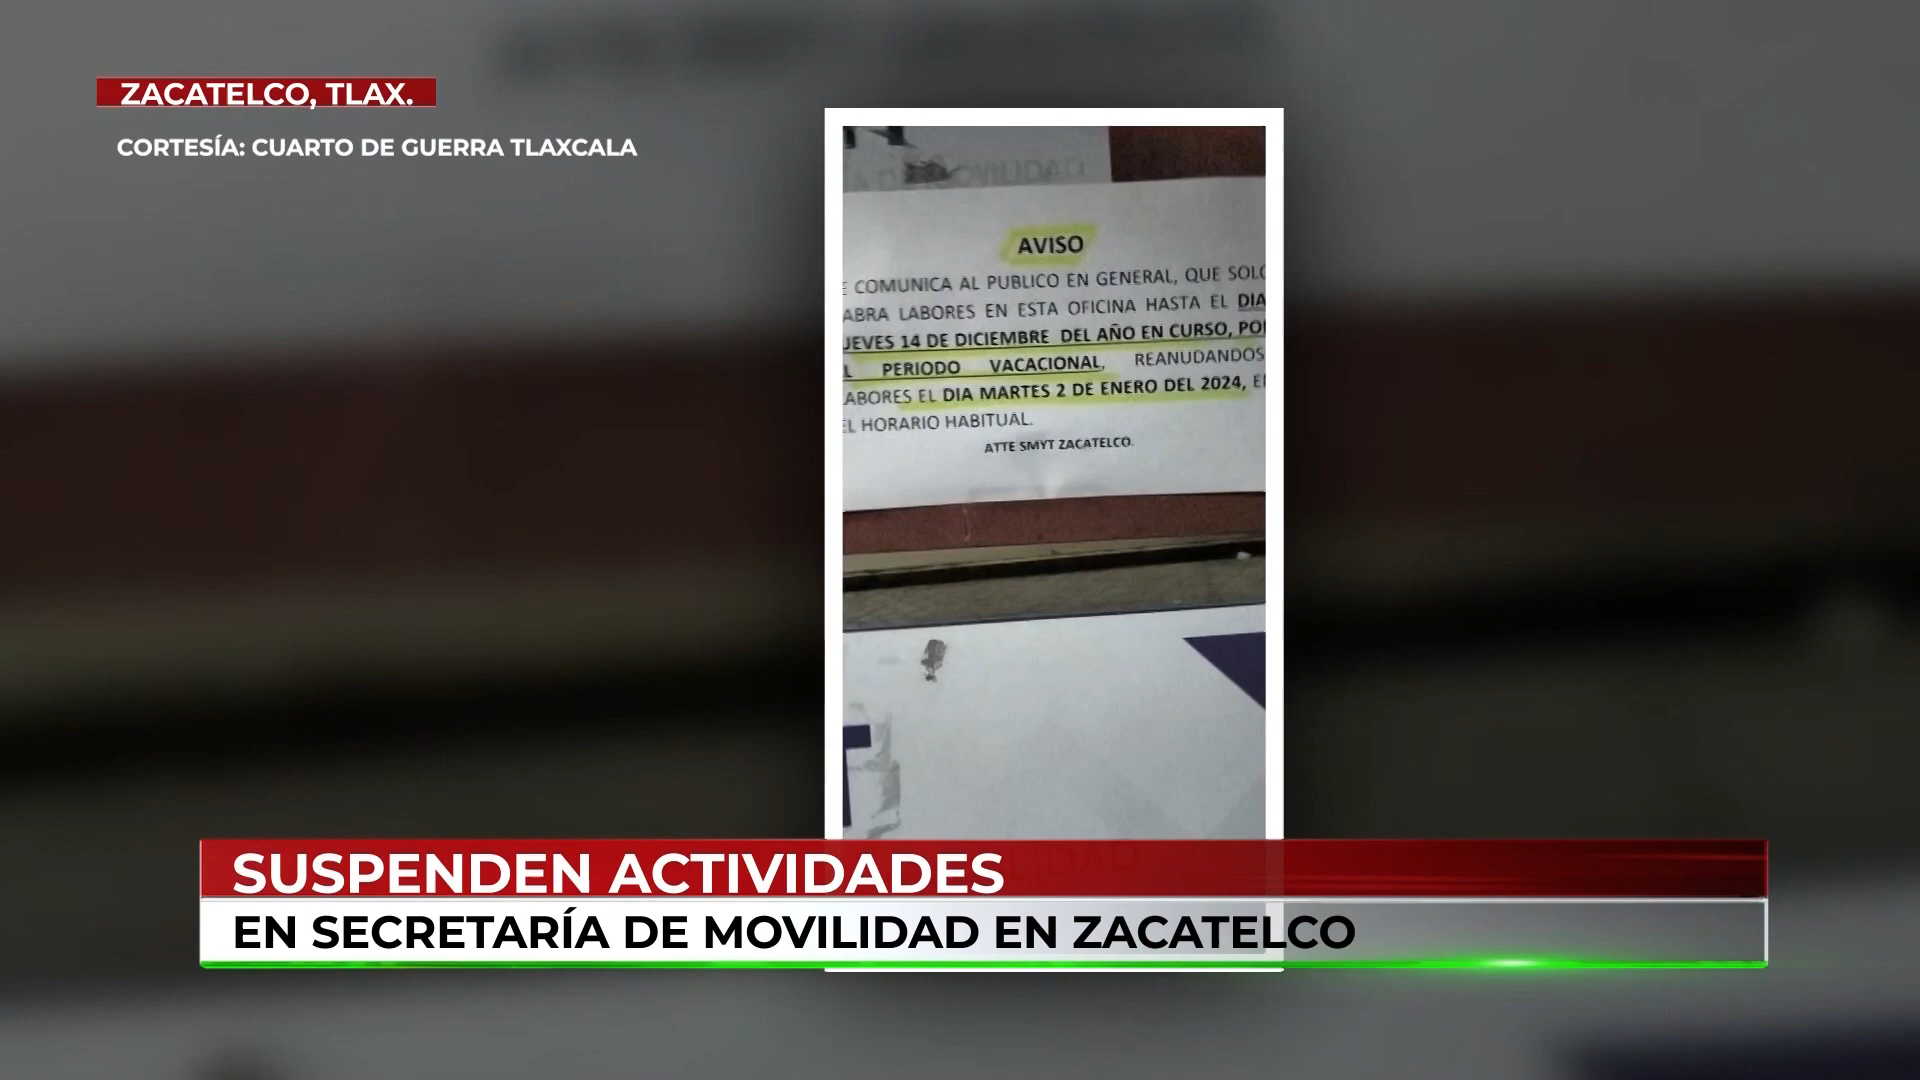 ZACATELCO, TLAX.
CORTESÍA: CUARTO DE GUERRA TLAXCALA
AVISO
COMUNICA AL PUBLICO EN GENERAL, QUE SOLO
ABRA LABORES EN ESTA OFICINA HASTA EL DIA
JEVES 14 DE DICIEMBRE DEL AÑO EN CURSO, POR
L PERIODO VACACIONAL, REANUDANDOS
ABORES EL DIA MARTES 2 DE ENERO DEL 2024, EN
EL HORARIO HABITUAL.
ATTE SMYT ZACATELCO.
SUSPENDEN ACTIVIDADES
EN SECRETARÍA DE MOVILIDAD EN ZACATELCO